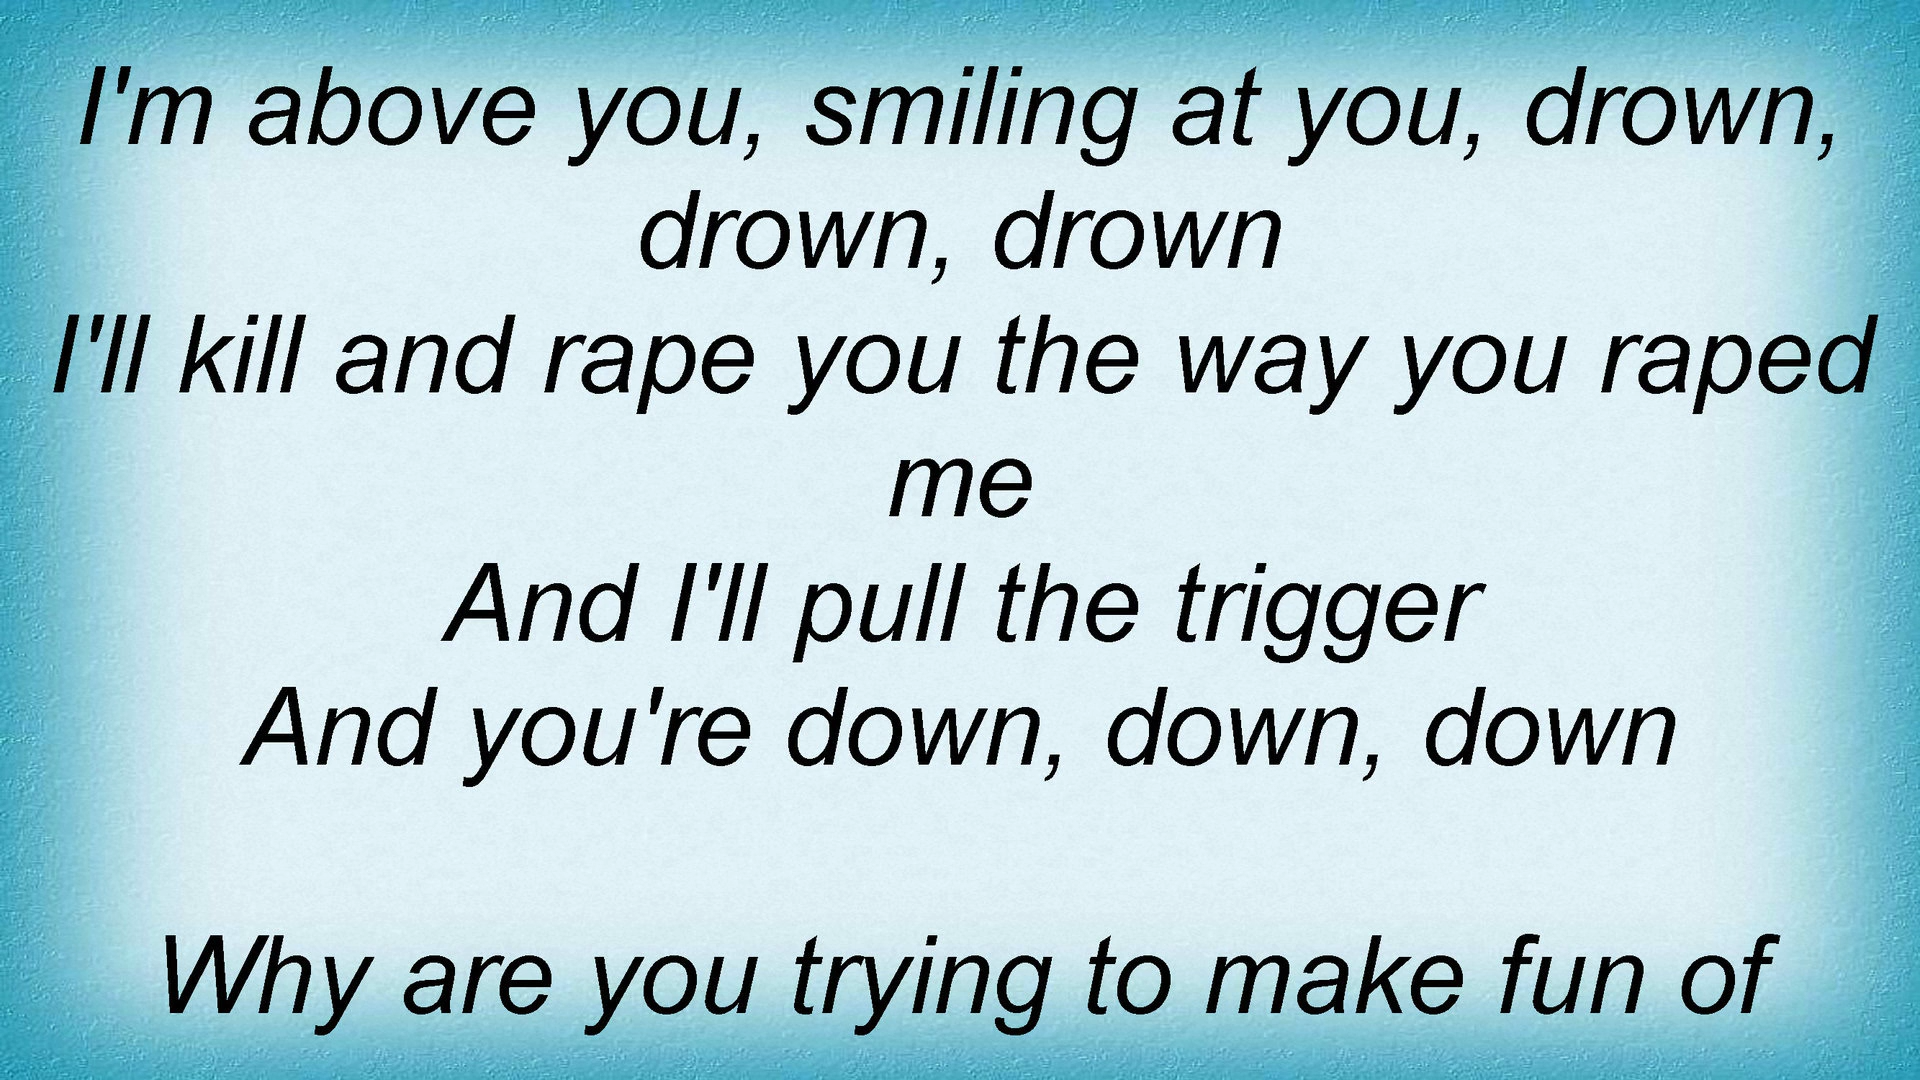 I'm above you, smiling at you, drown,
drown, drown
I'll kill and rape you the way you raped
me
And I'll pull the trigger
And you're down, down, down
Why are you trying to make fun of